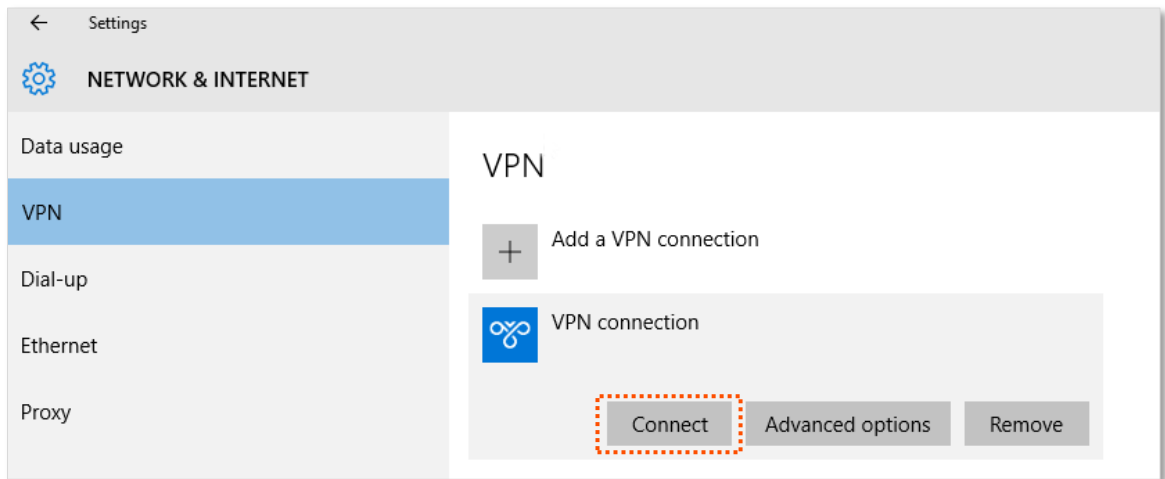 Settings
NETWORK & INTERNET
Data usage
VPN
Dial-up
Ethernet
Proxy
VPN
Add a VPN connection
VPN connection
Connect Advanced options Remove